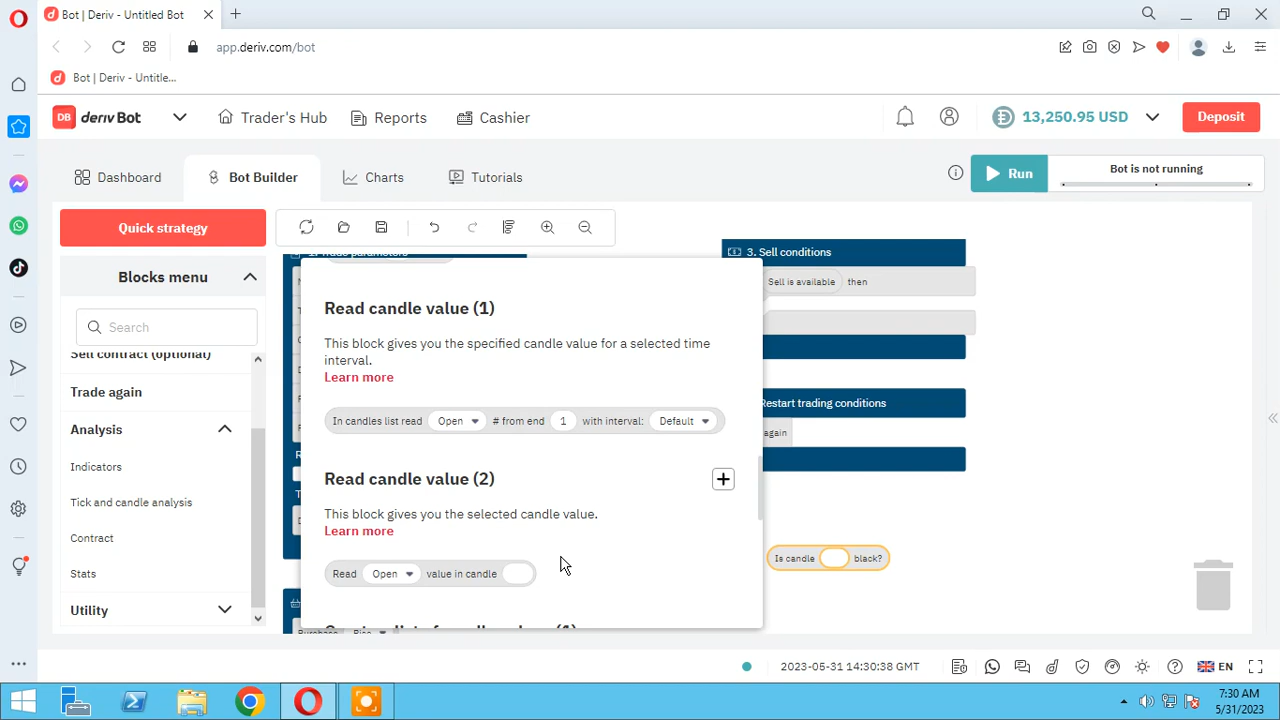 Bot | Deriv - Untitled Bot
app.deriv.com/bot
Bot | Deriv - Untitle...
DB deriv Bot
Trader's Hub
Reports
Cashier
13,250.95 USD
Deposit
Dashboard
Bot Builder
Charts
Tutorials
Run
Bot is not running
Quick strategy
Blocks menu
Search
Sell contract (optional)
Trade again
Analysis
Indicators
Tick and candle analysis
Contract
Stats
Utility
Read candle value (1)
This block gives you the specified candle value for a selected time
interval.
Learn more
In candles list read Open # from end 1 with interval: Default
Read candle value (2)
This block gives you the selected candle value.
Learn more
Read Open value in candle
3. Sell conditions
Sell is available then
Restart trading conditions
again
Is candle black?
2023-05-31 14:30:38 GMT
EN
7:30 AM
5/31/2023